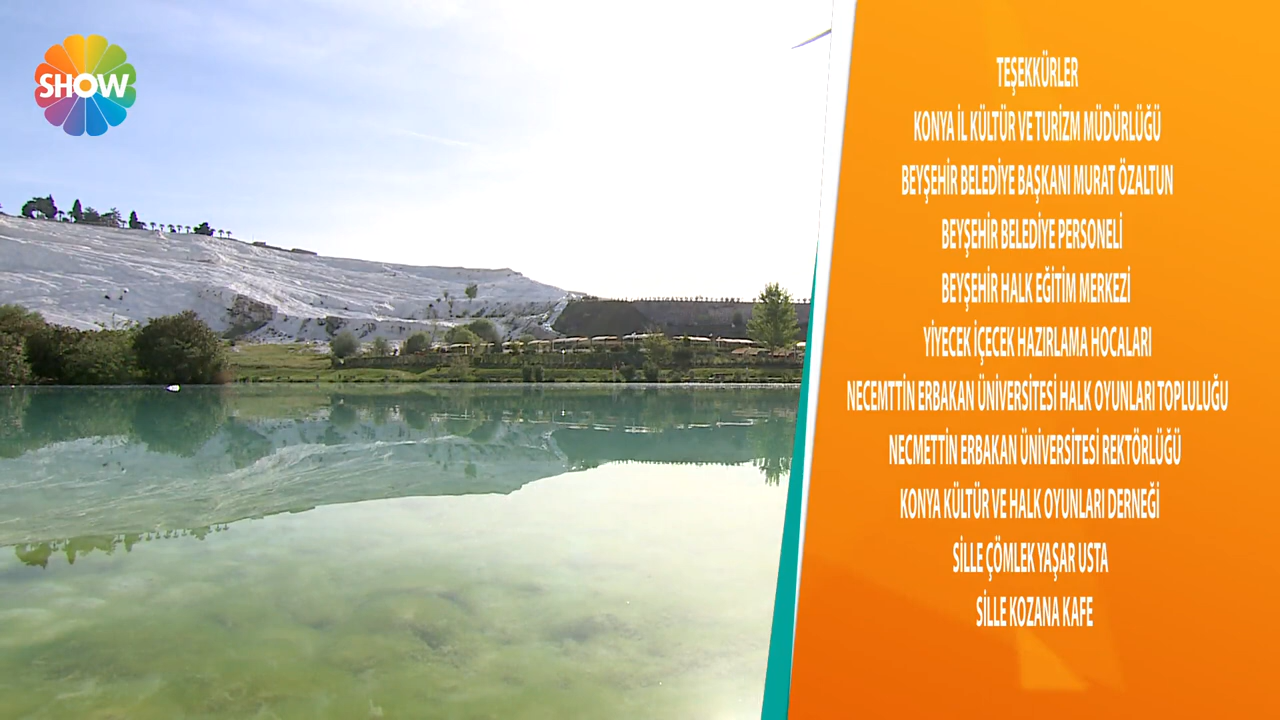 SHOW
TEŞEKKÜRLER
KONYA İL KÜLTÜR VE TURİZM MÜDÜRLÜĞÜ
BEYŞEHİR BELEDİYE BAŞKANI MURAT ÖZALTUN
BEYŞEHİR BELEDİYE PERSONELİ
BEYŞEHİR HALK EĞİTİM MERKEZİ
YİYECEK İÇECEK HAZIRLAMA HOCALARI
NECEMTTİN ERBAKAN ÜNİVERSİTESİ HALK OYUNLARI TOPLULUĞU
NECMETTİN ERBAKAN ÜNİVERSİTESİ REKTÖRLÜĞÜ
KONYA KÜLTÜR VE HALK OYUNLARI DERNEĞİ
SİLLE ÇÖMLEK YAŞAR USTA
SİLLE KOZANA KAFE